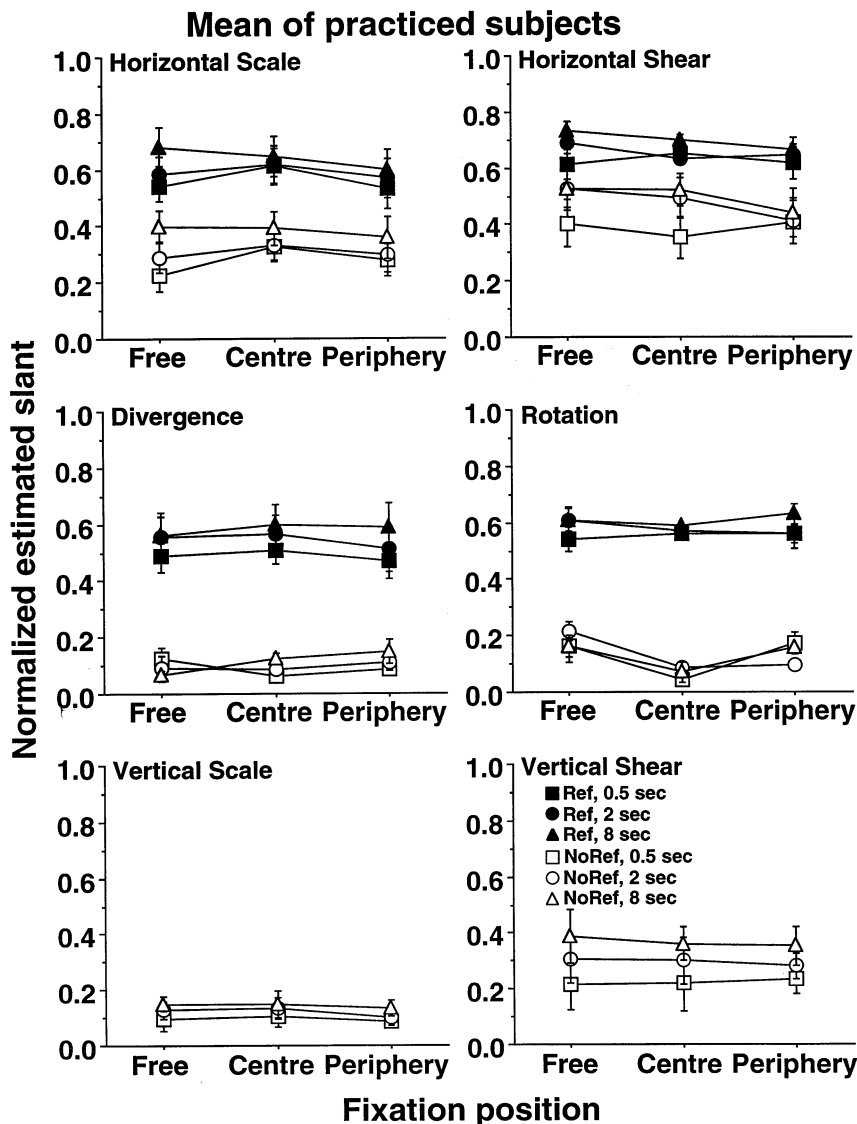 Mean of practiced subjects
Horizontal Scale
1.0
0.8
0.6
0.4
0.2
0.0
Free Centre Periphery
Horizontal Shear
1.0
0.8
0.6
0.4
0.2
0.0
Free Centre Periphery
Divergence
1.0
0.8
0.6
0.4
0.2
0.0
Free Centre Periphery
Rotation
1.0
0.8
0.6
0.4
0.2
0.0
Free Centre Periphery
Vertical Scale
1.0
0.8
0.6
0.4
0.2
0.0
Free Centre Periphery
Vertical Shear
Ref, 0.5 sec
Ref, 2 sec
Ref, 8 sec
NoRef, 0.5 sec
NoRef, 2 sec
NoRef, 8 sec
1.0
0.8
0.6
0.4
0.2
0.0
Free Centre Periphery
Normalized estimated slant
Fixation position